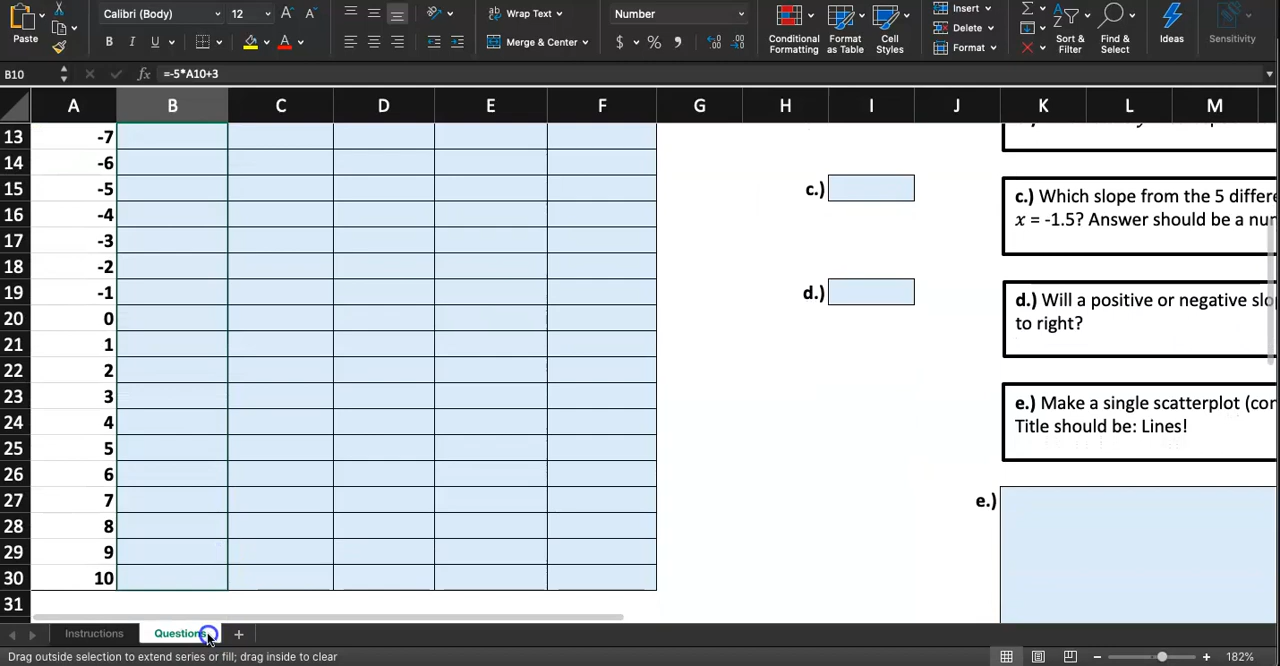 Calibri (Body) 12 A A Wrap Text Number Insert
Paste B I U Merge & Center $ % Conditional Formatting Format as Table Cell Styles Delete Format Sort & Filter Find & Select Ideas Sensitivity
B10 fx =-5*A10+3
A B C D E F G H I J K L M
13 -7
14 -6
15 -5 c.) c.) Which slope from the 5 differe
16 -4 x = -1.5? Answer should be a nur
17 -3
18 -2
19 -1 d.) d.) Will a positive or negative slo
20 0 to right?
21 1
22 2
23 3 e.) Make a single scatterplot (cor
24 4 Title should be: Lines!
25 5
26 6
27 7 e.)
28 8
29 9
30 10
31
Instructions Questions +
Drag outside selection to extend series or fill; drag inside to clear - + 182%